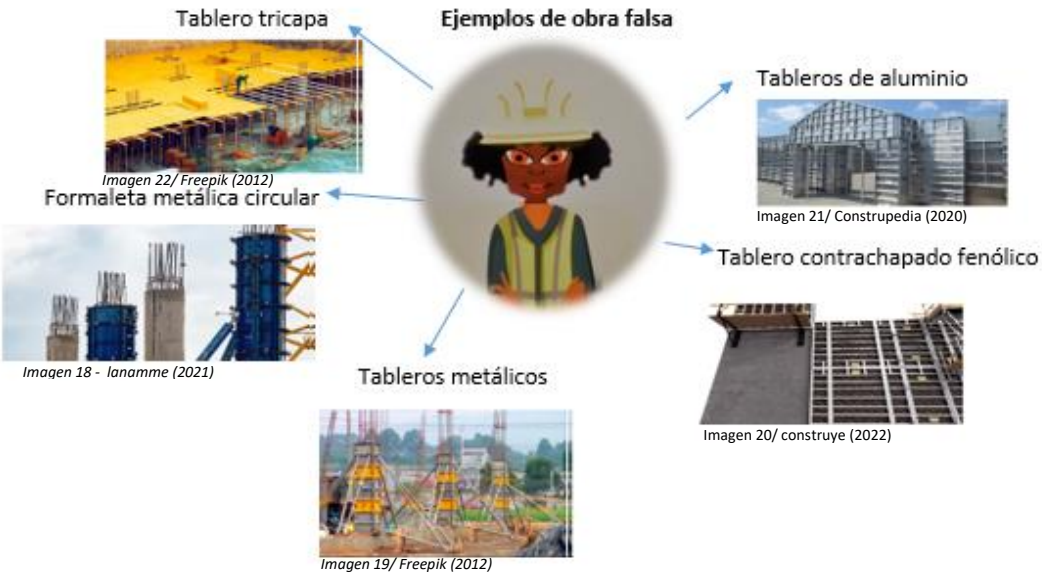 Ejemplos de obra falsa
Tablero tricapa
Imagen 22/ Freepik (2012)
Formaleta metálica circular
Imagen 18 - lanamme (2021)
Tableros metálicos
Imagen 19/ Freepik (2012)
Tableros de aluminio
Imagen 21/ Construpedia (2020)
Tablero contrachapado fenólico
Imagen 20/ construye (2022)